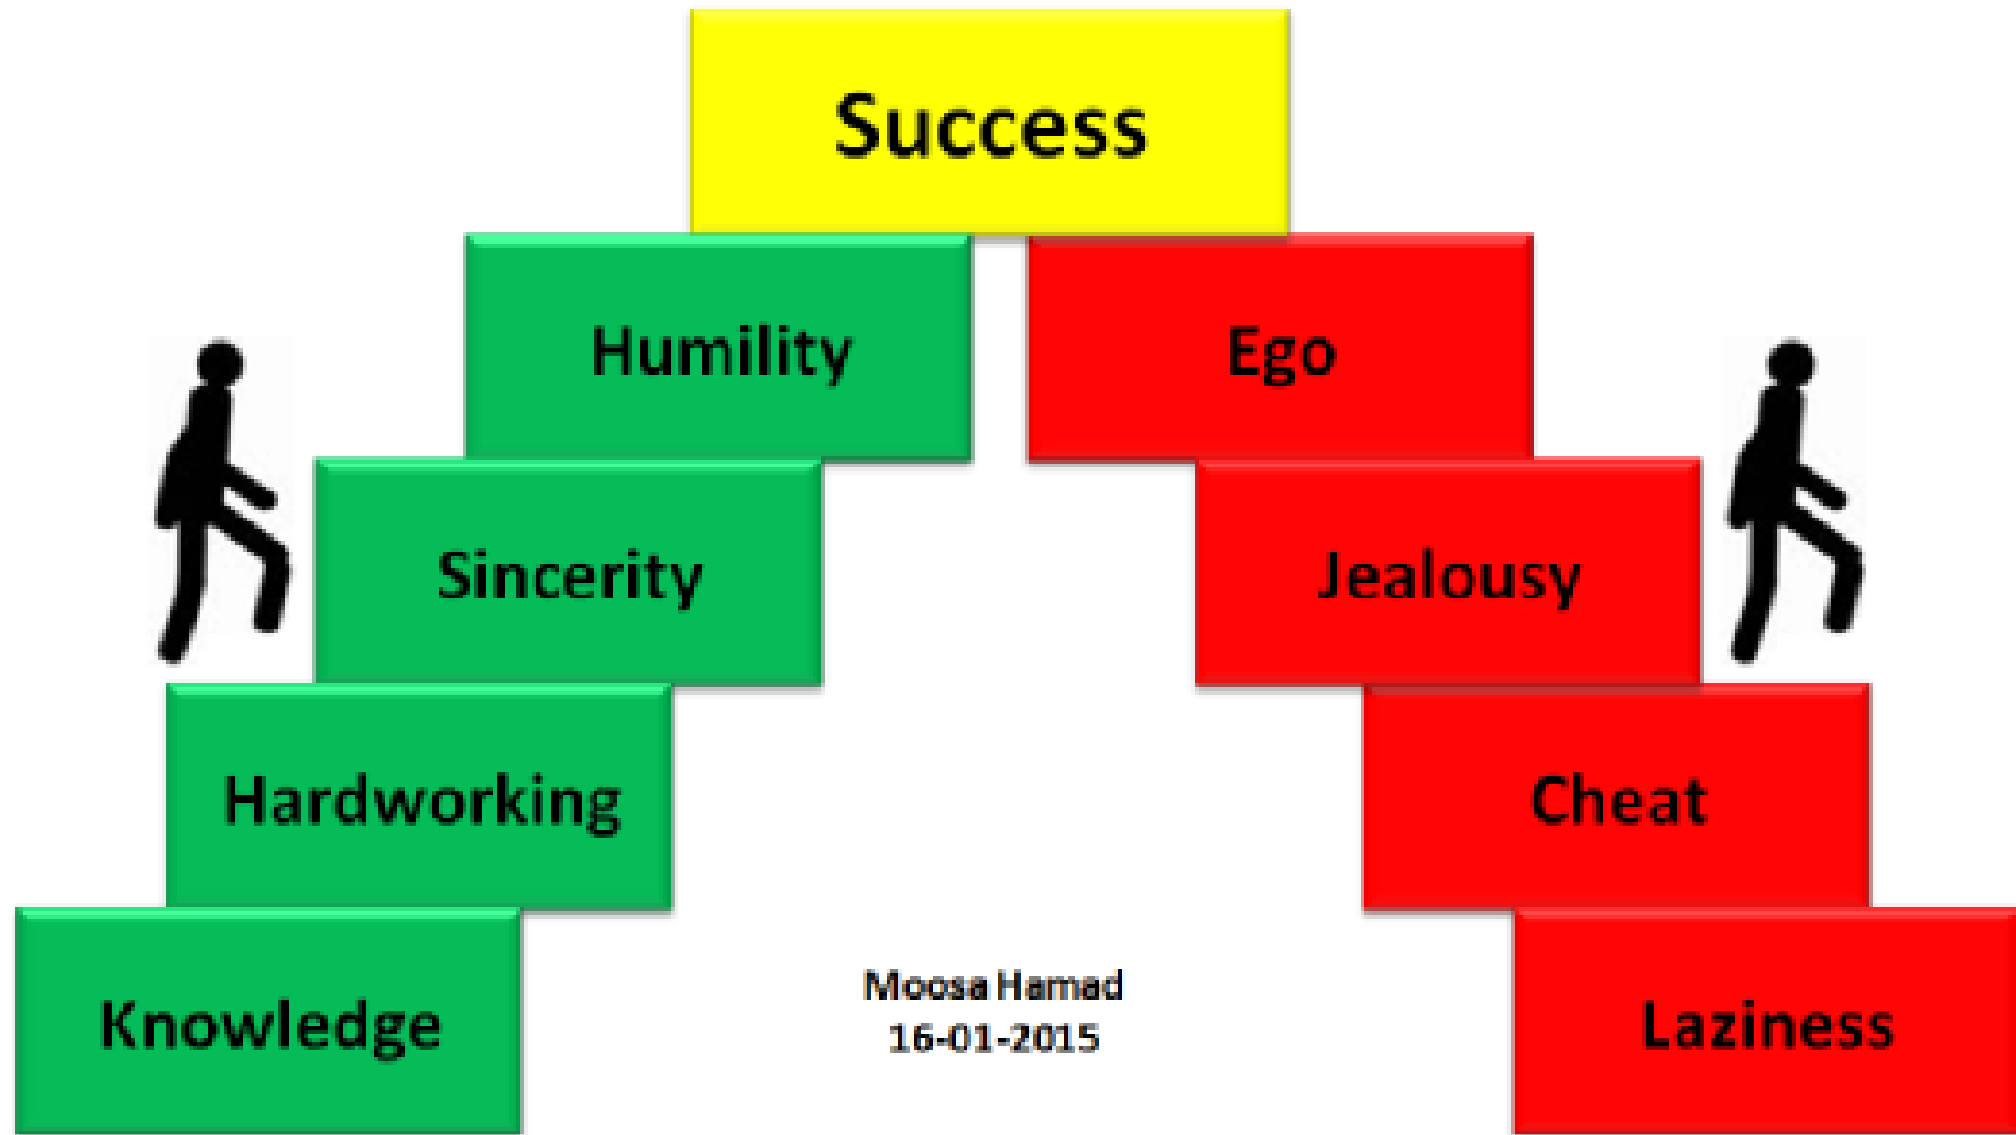 Success
Humility
Ego
Sincerity
Jealousy
Hardworking
Cheat
Knowledge
Laziness
Moosa Hamad
16-01-2015